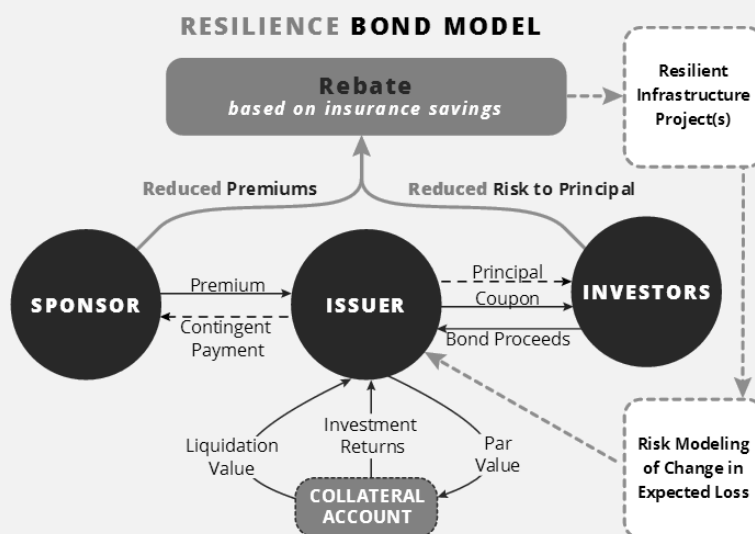 RESILIENCE BOND MODEL
Rebate
based on insurance savings
Resilient
Infrastructure
Project(s)
Reduced Premiums
Reduced Risk to Principal
SPONSOR
Premium
Contingent
Payment
ISSUER
Principal
Coupon
Bond Proceeds
INVESTORS
Liquidation
Value
Investment
Returns
Par
Value
COLLATERAL
ACCOUNT
Risk Modeling
of Change in
Expected Loss